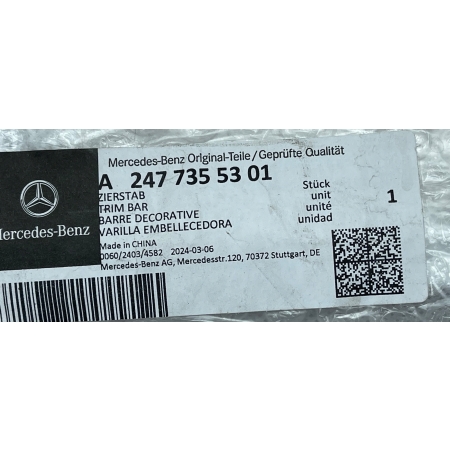 Mercedes-Benz Original-Teile/Geprüfte Qualität
A 247 735 53 01
ZIERSTAB Stück
TRIM BAR unit 1
BARRE DECORATIVE unité
VARILLA EMBELLECEDORA unidad
Made in CHINA
0060/2403/4582 2024-03-06
Mercedes-Benz AG, Mercedesstr.120, 70372 Stuttgart, DE
Mercedes-Benz